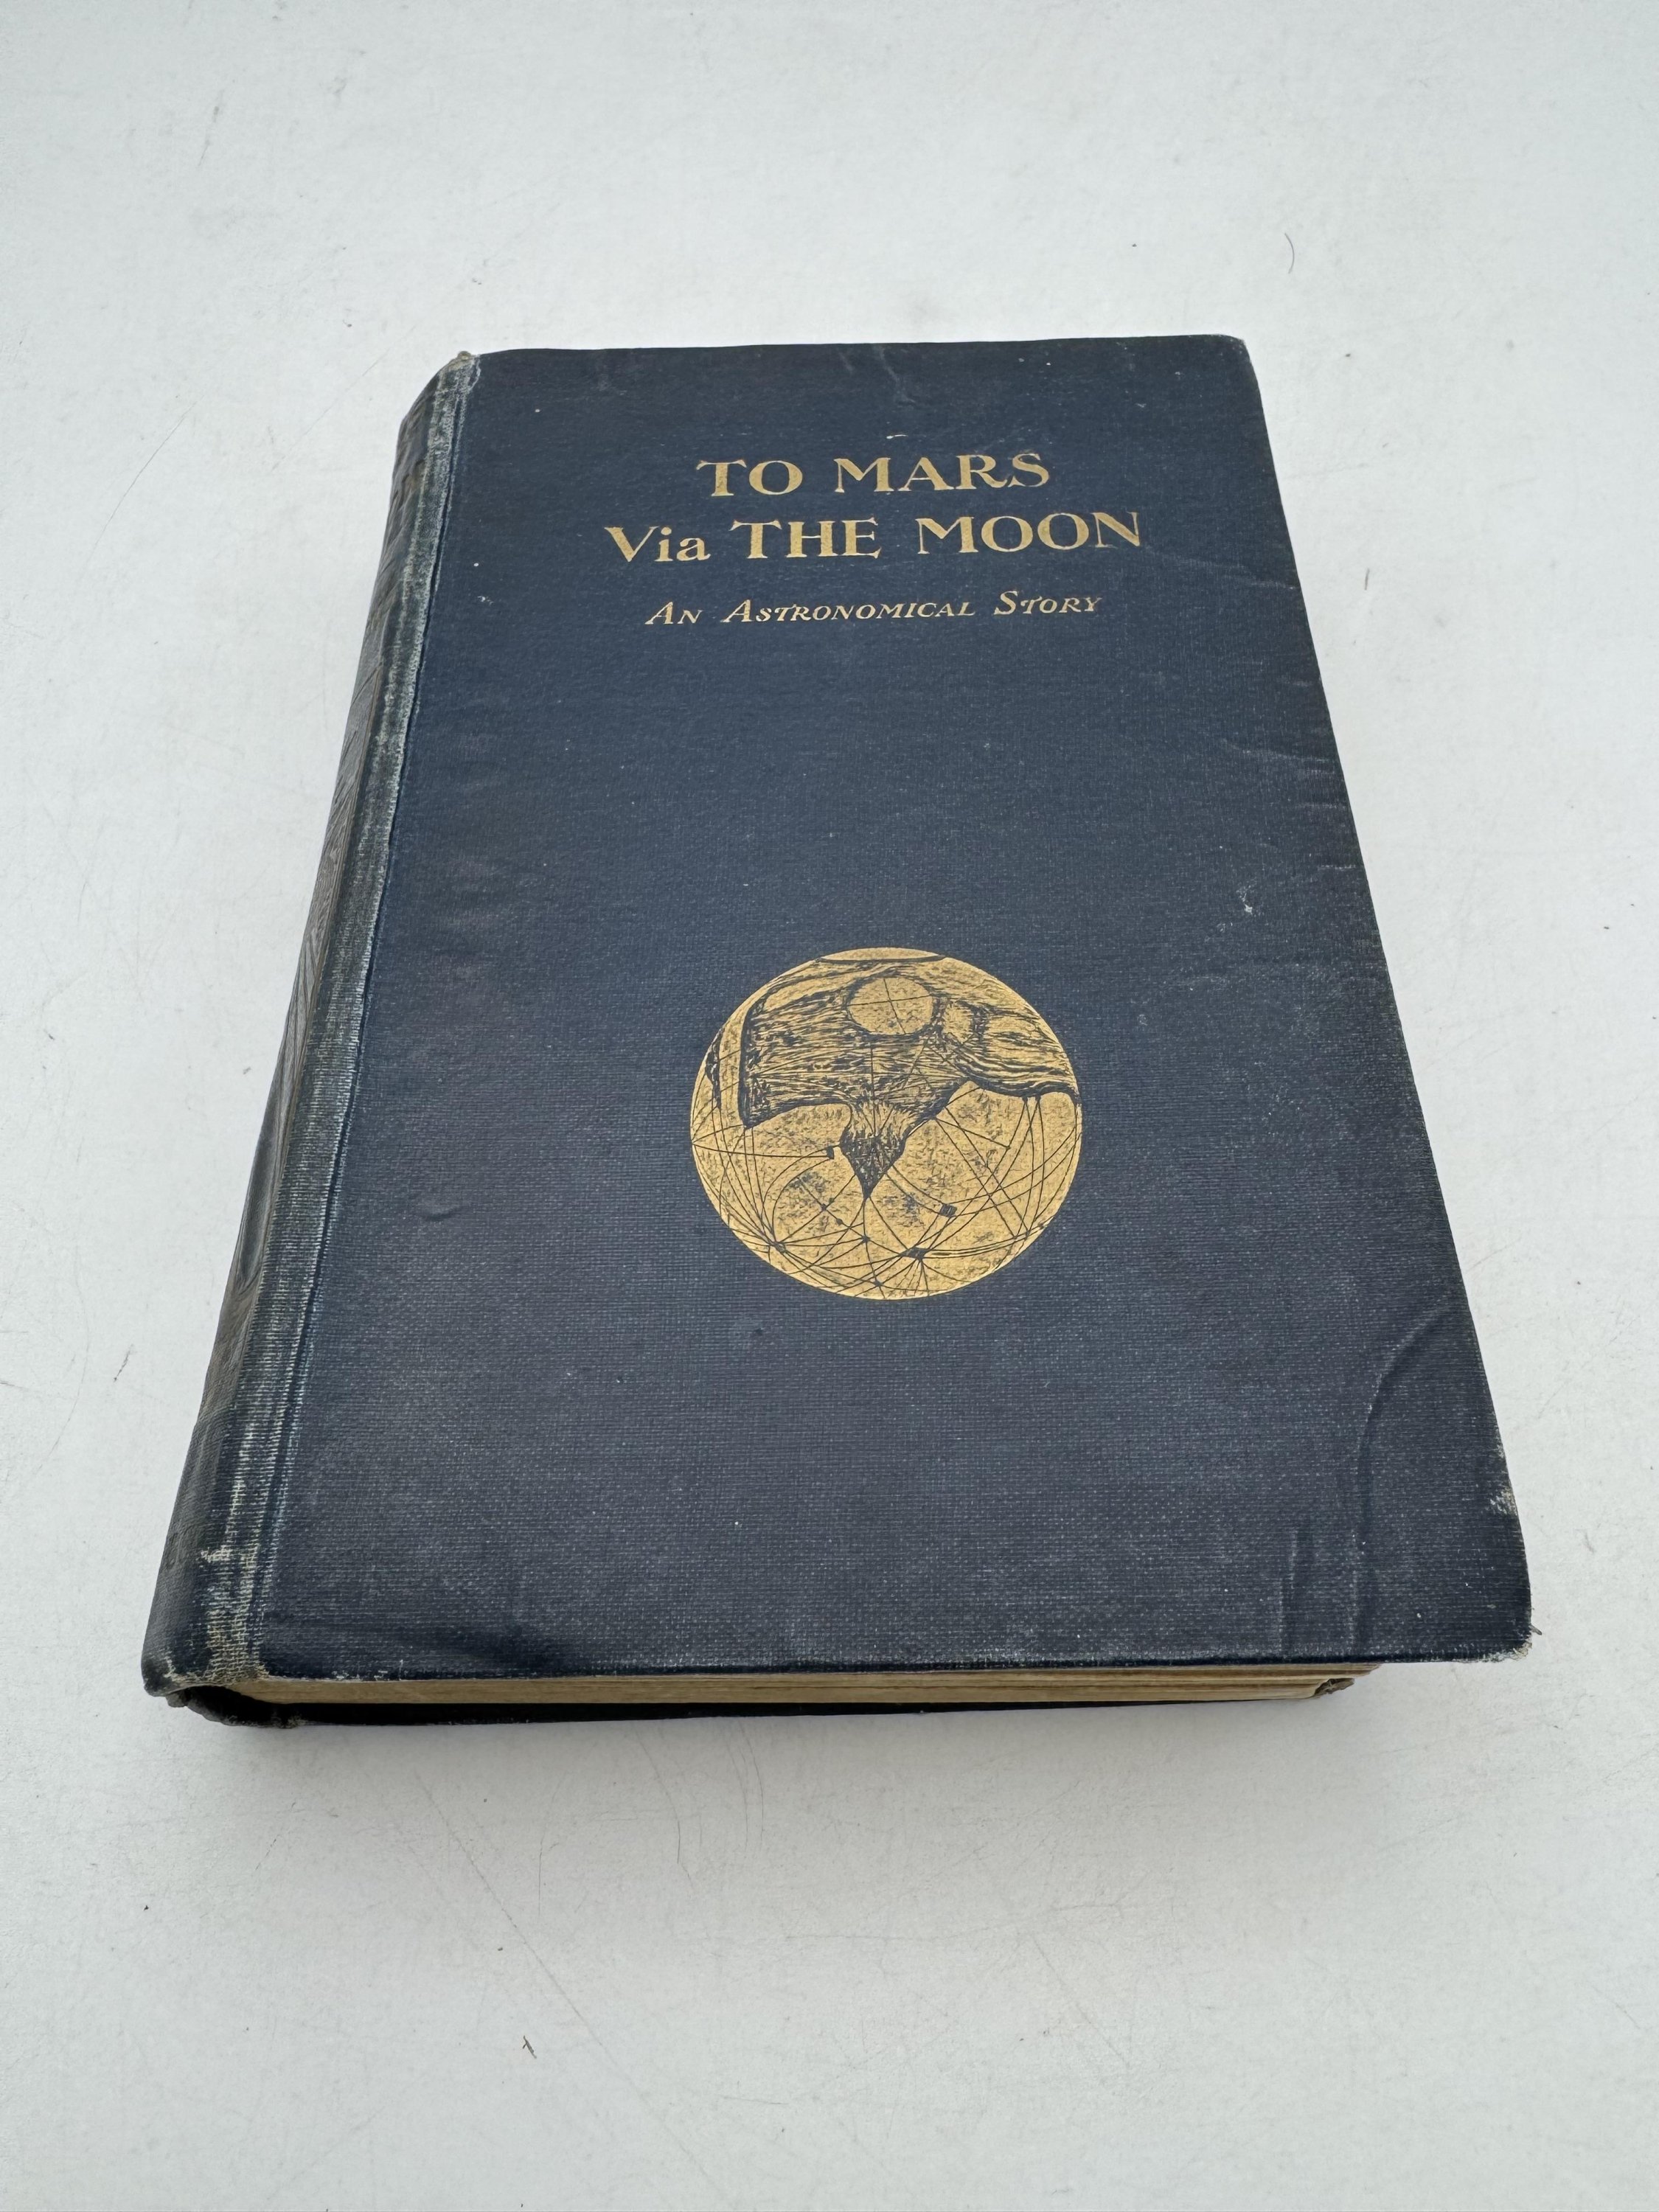 TO MARS
Via THE MOON
AN ASTRONOMICAL STORY